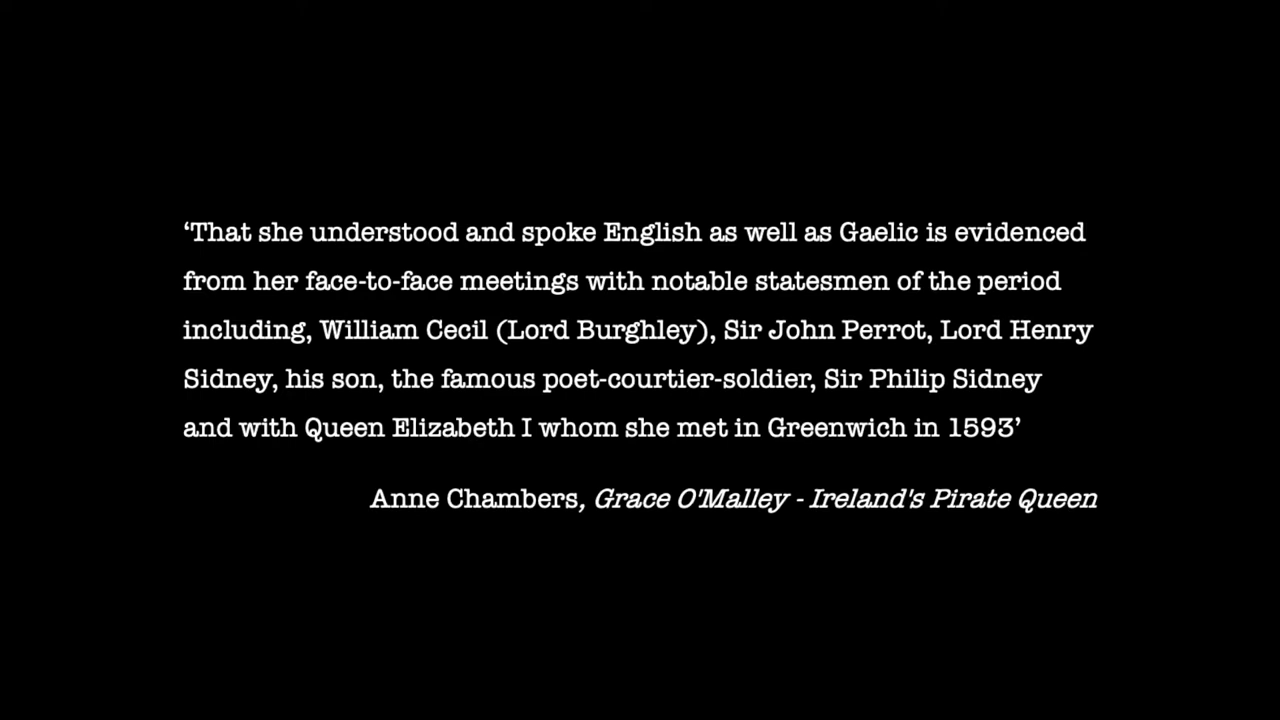 ‘That she understood and spoke English as well as Gaelic is evidenced
from her face-to-face meetings with notable statesmen of the period
including, William Cecil (Lord Burghley), Sir John Perrot, Lord Henry
Sidney, his son, the famous poet-courtier-soldier, Sir Philip Sidney
and with Queen Elizabeth I whom she met in Greenwich in 1593’
Anne Chambers, Grace O'Malley - Ireland's Pirate Queen